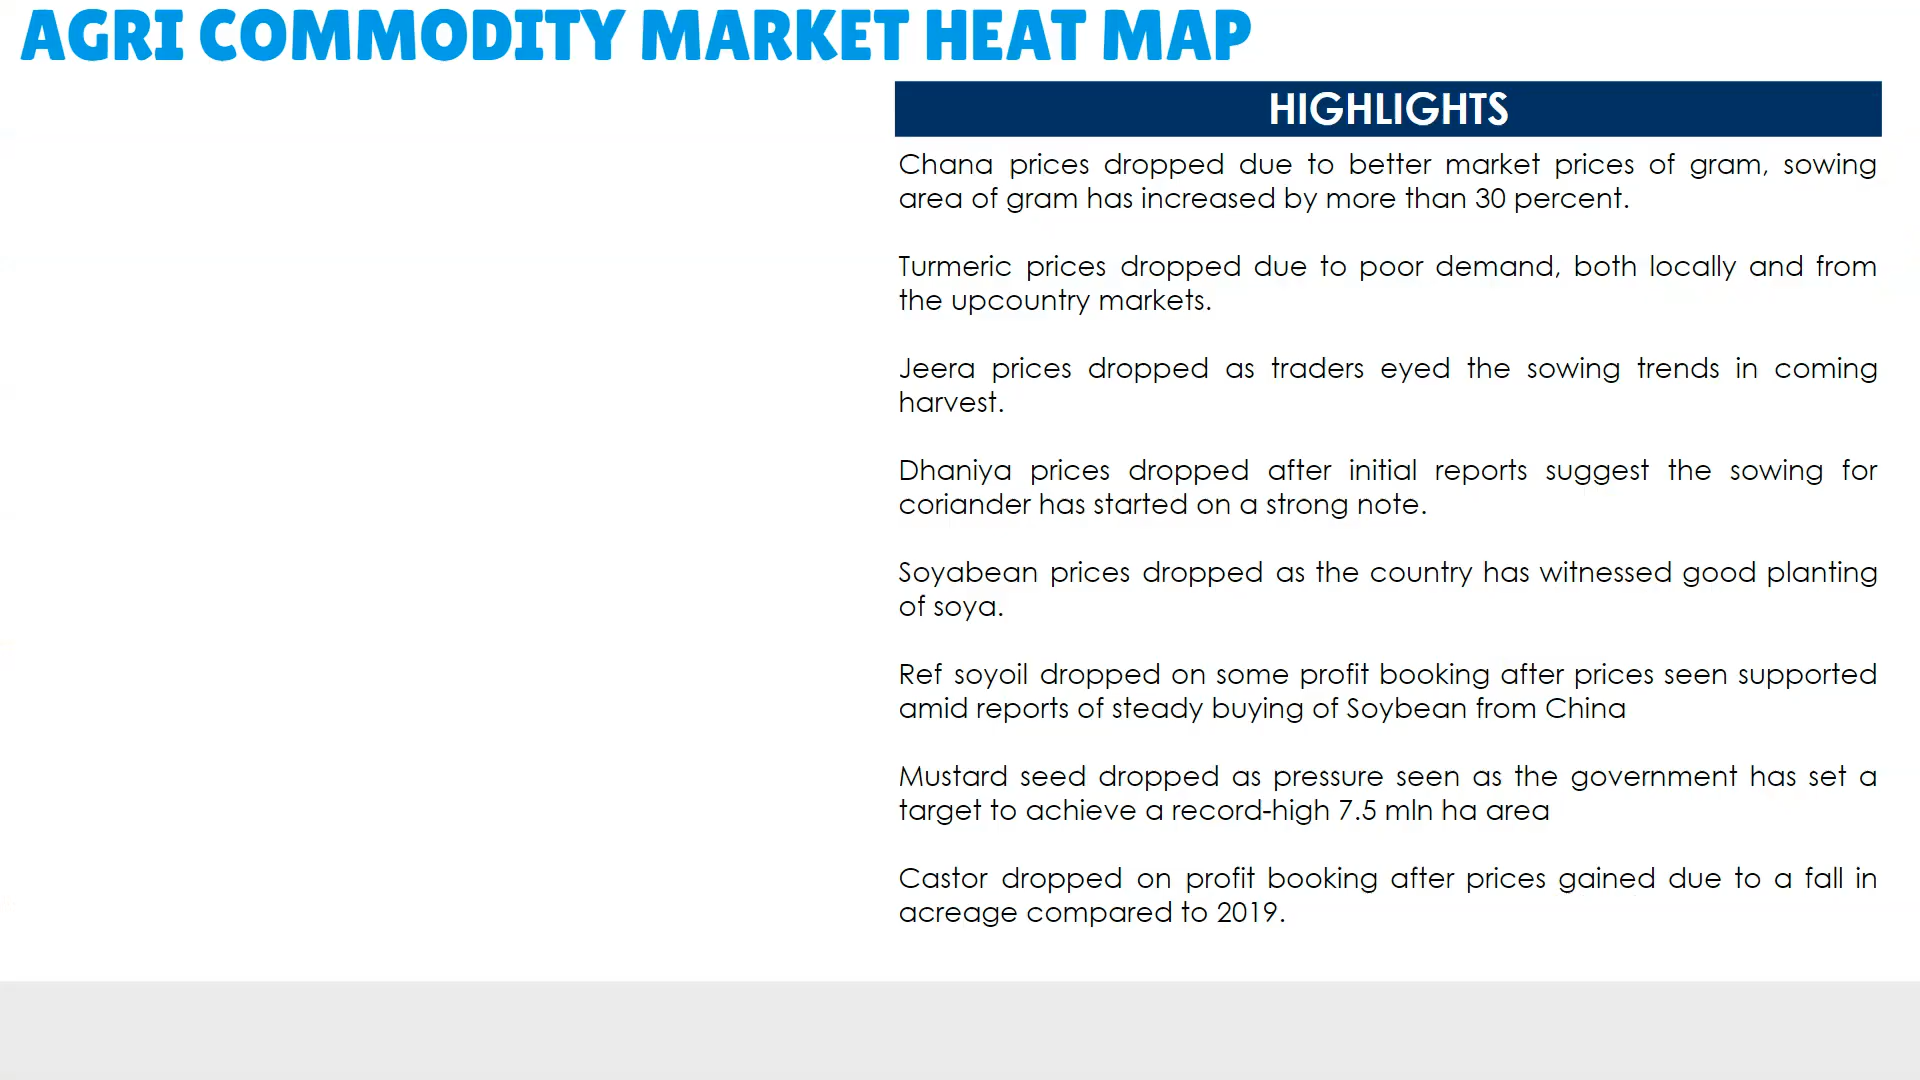 AGRI COMMODITY MARKET HEAT MAP
HIGHLIGHTS
Chana prices dropped due to better market prices of gram, sowing
area of gram has increased by more than 30 percent.
Turmeric prices dropped due to poor demand, both locally and from
the upcountry markets.
Jeera prices dropped as traders eyed the sowing trends in coming
harvest.
Dhaniya prices dropped after initial reports suggest the sowing for
coriander has started on a strong note.
Soyabean prices dropped as the country has witnessed good planting
of soya.
Ref soyoil dropped on some profit booking after prices seen supported
amid reports of steady buying of Soybean from China
Mustard seed dropped as pressure seen as the government has set a
target to achieve a record-high 7.5 mln ha area
Castor dropped on profit booking after prices gained due to a fall in
acreage compared to 2019.